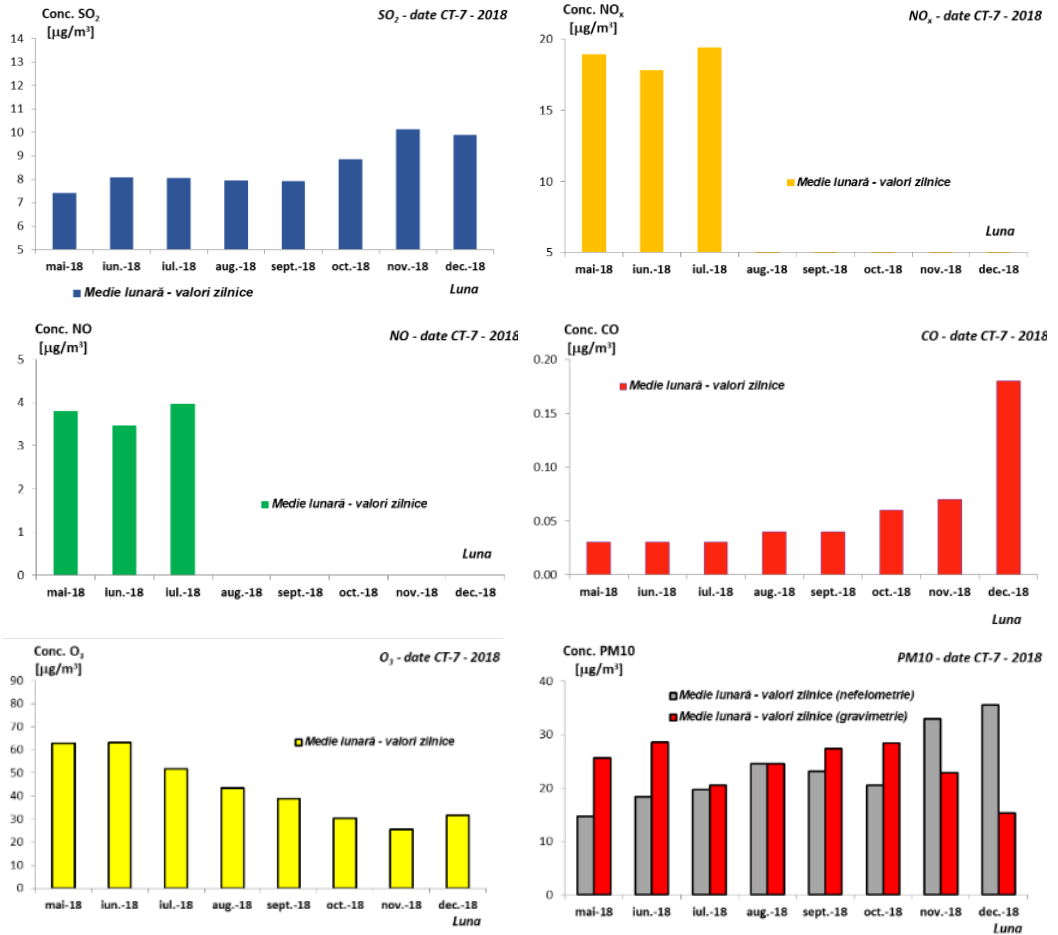 Conc. SO₂
[µg/m³]
SO₂ - date CT-7 - 2018
14
13
12
11
10
9
8
7
6
5
mai-18 iun.-18 iul.-18 aug.-18 sept.-18 oct.-18 nov.-18 dec.-18
Medie lunară - valori zilnice
Luna
Conc. NOₓ
[µg/m³]
NOₓ - date CT-7 - 2018
20
15
10
5
Medie lunară - valori zilnice
Luna
mai-18 iun.-18 iul.-18 aug.-18 sept.-18 oct.-18 nov.-18 dec.-18
Conc. NO
[µg/m³]
NO - date CT-7 - 2018
5
4
3
2
1
0
Medie lunară - valori zilnice
Luna
mai-18 iun.-18 iul.-18 aug.-18 sept.-18 oct.-18 nov.-18 dec.-18
Conc. CO
[µg/m³]
CO - date CT-7 - 2018
0.20
0.15
0.10
0.05
0.00
Medie lunară - valori zilnice
mai-18 iun.-18 iul.-18 aug.-18 sept.-18 oct.-18 nov.-18 dec.-18
Luna
Conc. O₃
[µg/m³]
O₃ - date CT-7 - 2018
90
80
70
60
50
40
30
20
10
0
Medie lunară - valori zilnice
mai-18 iun.-18 iul.-18 aug.-18 sept.-18 oct.-18 nov.-18 dec.-18
Luna
Conc. PM10
[µg/m³]
PM10 - date CT-7 - 2018
40
30
20
10
0
Medie lunară - valori zilnice (nefelometrie)
Medie lunară - valori zilnice (gravimetrie)
mai-18 iun.-18 iul.-18 aug.-18 sept.-18 oct.-18 nov.-18 dec.-18
Luna